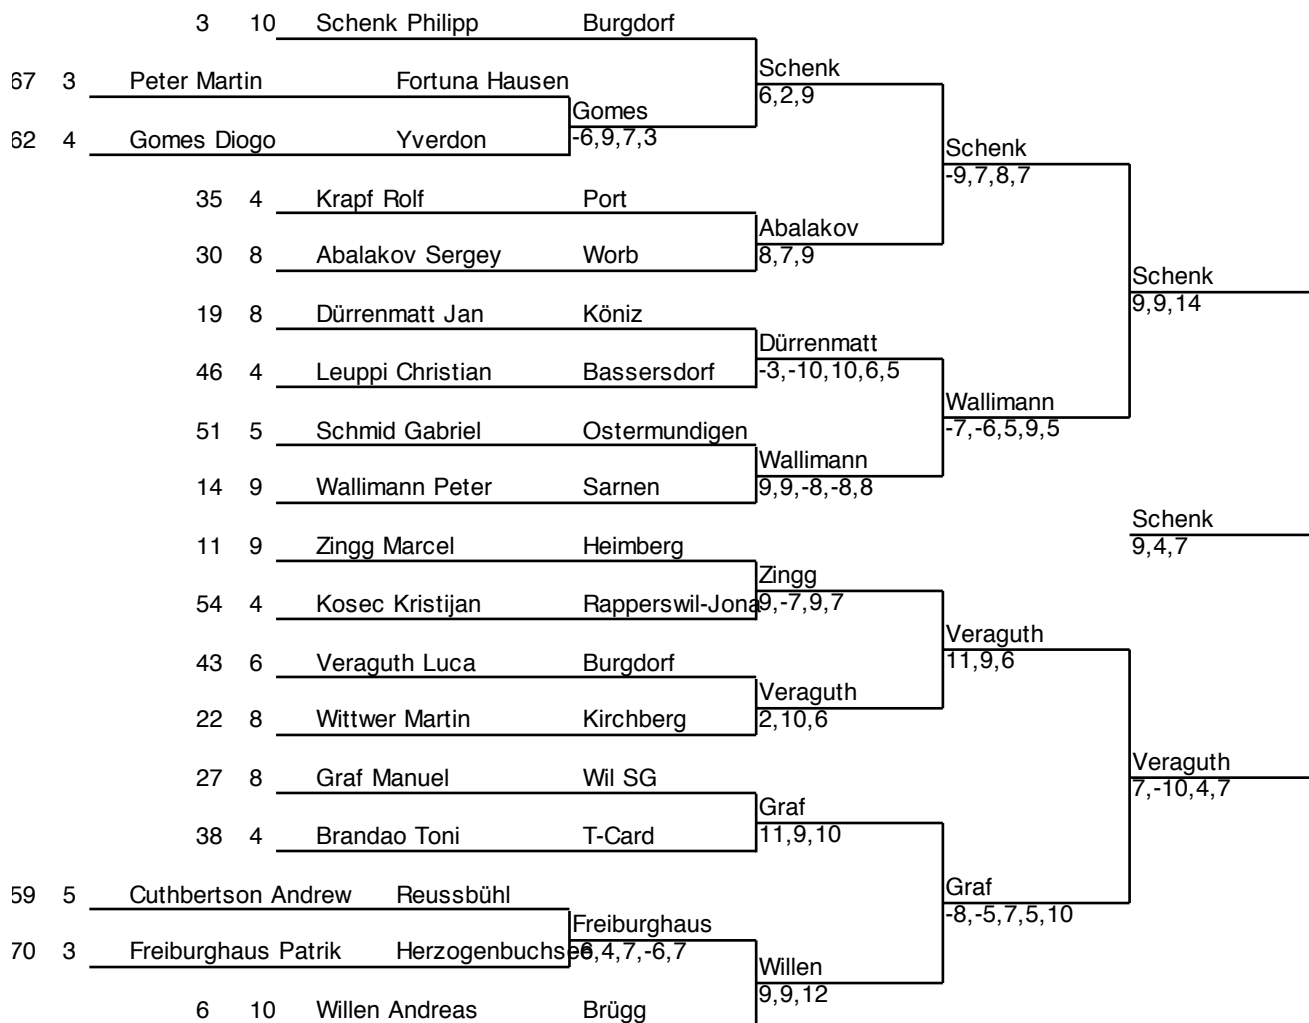 3 10 Schenk Philipp Burgdorf
Schenk
6,2,9
67 3 Peter Martin Fortuna Hausen
Gomes
-6,9,7,3
62 4 Gomes Diogo Yverdon
Schenk
-9,7,8,7
35 4 Krapf Rolf Port
Abalakov
8,7,9
30 8 Abalakov Sergey Worb
Schenk
9,9,14
19 8 Dürrenmatt Jan Köniz
Dürrenmatt
-3,-10,10,6,5
46 4 Leuppi Christian Bassersdorf
Wallimann
-7,-6,5,9,5
51 5 Schmid Gabriel Ostermundigen
Wallimann
9,9,-8,-8,8
14 9 Wallimann Peter Sarnen
Schenk
9,4,7
11 9 Zingg Marcel Heimberg
Zingg
9,-7,9,7
54 4 Kosec Kristijan Rapperswil-Jona
Veraguth
11,9,6
43 6 Veraguth Luca Burgdorf
Veraguth
2,10,6
22 8 Wittwer Martin Kirchberg
Veraguth
7,-10,4,7
27 8 Graf Manuel Wil SG
Graf
11,9,10
38 4 Brandao Toni T-Card
Graf
-8,-5,7,5,10
59 5 Cuthbertson Andrew Reussbühl
Freiburghaus
-6,4,7,-6,7
70 3 Freiburghaus Patrik Herzogenbuchsee
Willen
9,9,12
6 10 Willen Andreas Brügg